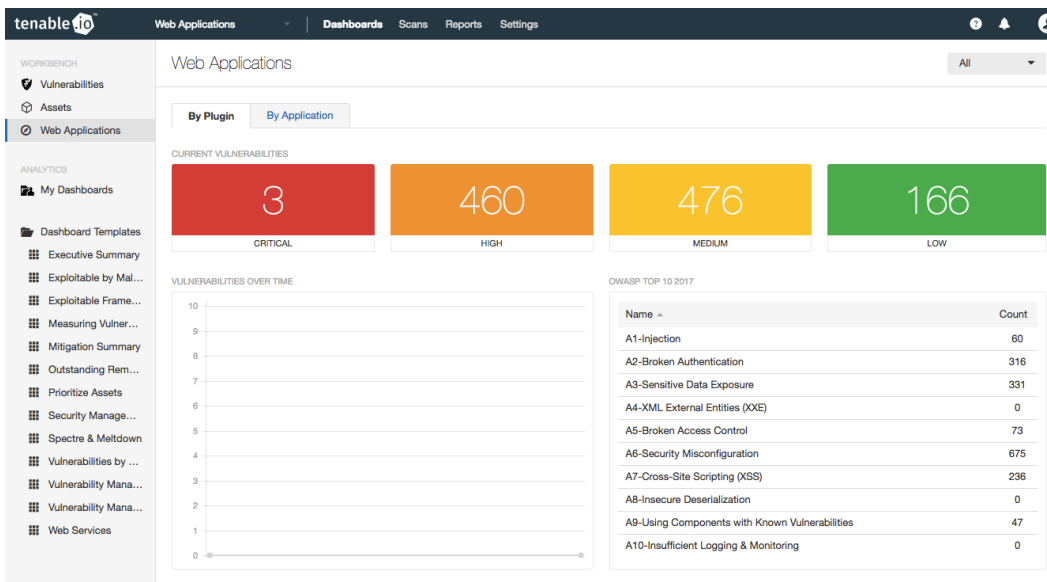 tenable.io
Web Applications Dashboards Scans Reports Settings
WORKBENCH
Vulnerabilities
Assets
Web Applications
ANALYTICS
My Dashboards
Dashboard Templates
Executive Summary
Exploitable by Mal...
Exploitable Frame...
Measuring Vulner...
Mitigation Summary
Outstanding Rem...
Prioritize Assets
Security Manage...
Spectre & Meltdown
Vulnerabilities by ...
Vulnerability Mana...
Vulnerability Mana...
Web Services
Web Applications
All
By Plugin By Application
CURRENT VULNERABILITIES
3 460 476 166
CRITICAL HIGH MEDIUM LOW
VULNERABILITIES OVER TIME
10
9
8
7
6
5
4
3
2
1
0
OWASP TOP 10 2017
Name Count
A1-Injection 60
A2-Broken Authentication 316
A3-Sensitive Data Exposure 331
A4-XML External Entities (XXE) 0
A5-Broken Access Control 73
A6-Security Misconfiguration 675
A7-Cross-Site Scripting (XSS) 236
A8-Insecure Deserialization 0
A9-Using Components with Known Vulnerabilities 47
A10-Insufficient Logging & Monitoring 0